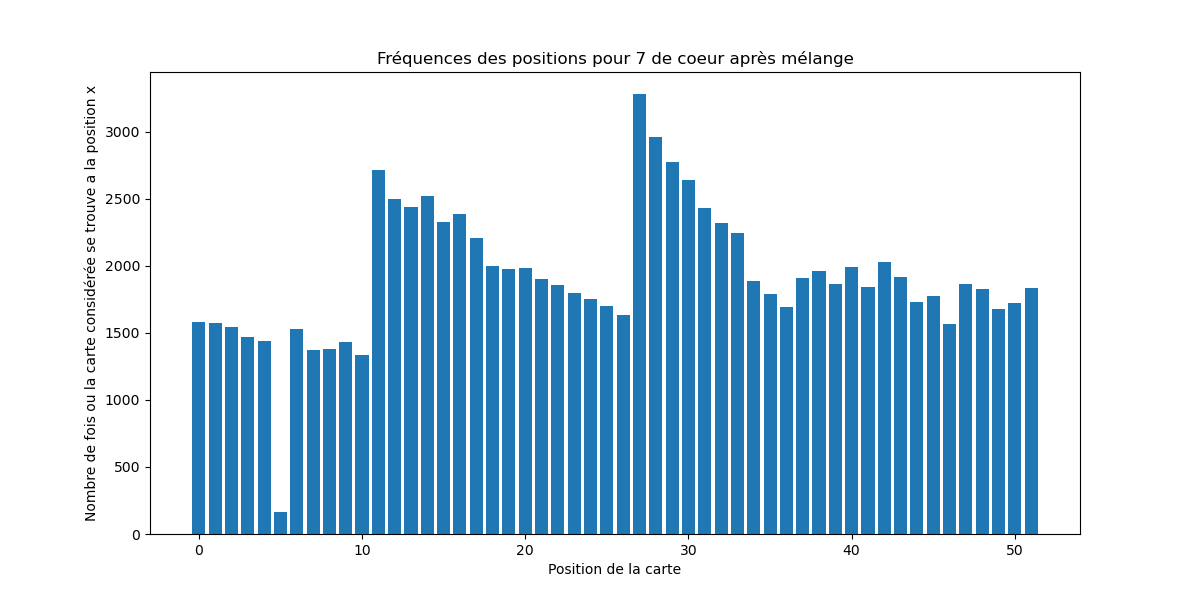 Fréquences des positions pour 7 de coeur après mélange
Nombre de fois ou la carte considérée se trouve a la position x
3000
2500
2000
1500
1000
500
0
0 10 20 30 40 50
Position de la carte